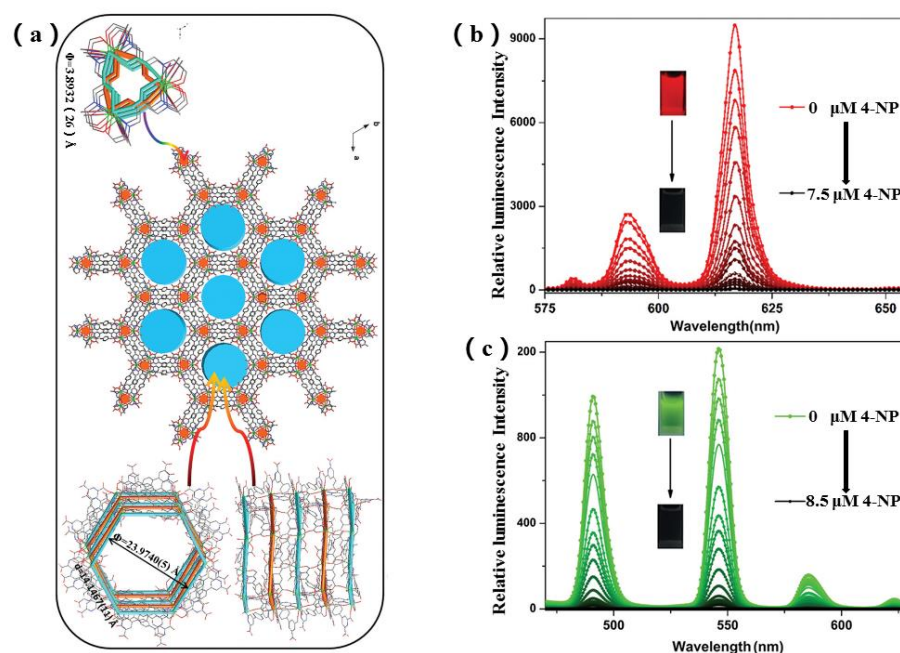 (a)
Φ=3.8932(26) Å
b
a
Φ=23.9740(5) Å
(b)
Relative luminescence Intensity
9000
6000
3000
0
0 μM 4-NP
7.5 μM 4-NP
575 600 625 650
Wavelength(nm)
(c)
Relative luminescence Intensity
200
800
400
0
0 μM 4-NP
8.5 μM 4-NP
500 550 600
Wavelength(nm)